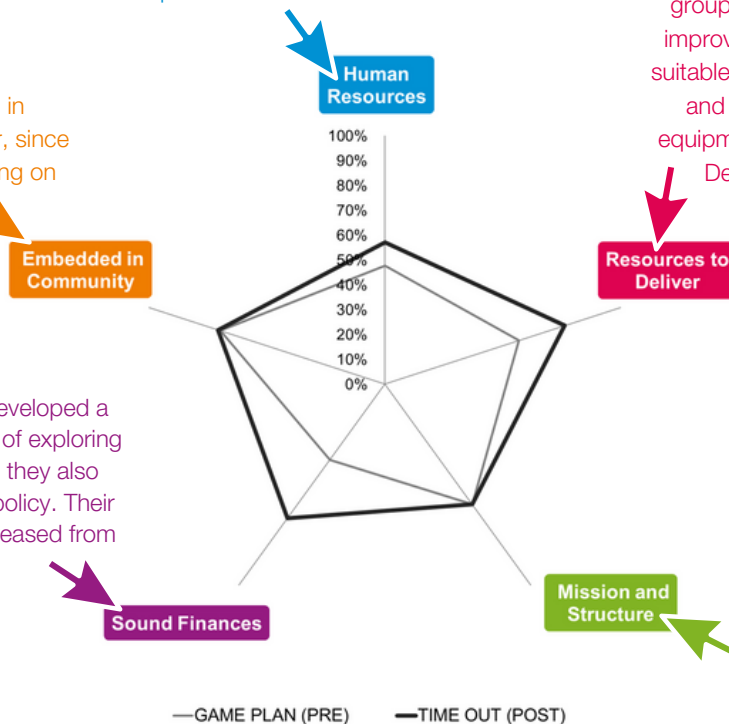 group
improv
suitable
and
equipm
De
in
r, since
ng on
Human
Resources
100%
90%
80%
70%
60%
50%
40%
30%
20%
10%
0%
Embedded in
Community
Resources to
Deliver
eveloped a
of exploring
they also
policy. Their
eased from
Sound Finances
Mission and
Structure
GAME PLAN (PRE)
TIME OUT (POST)